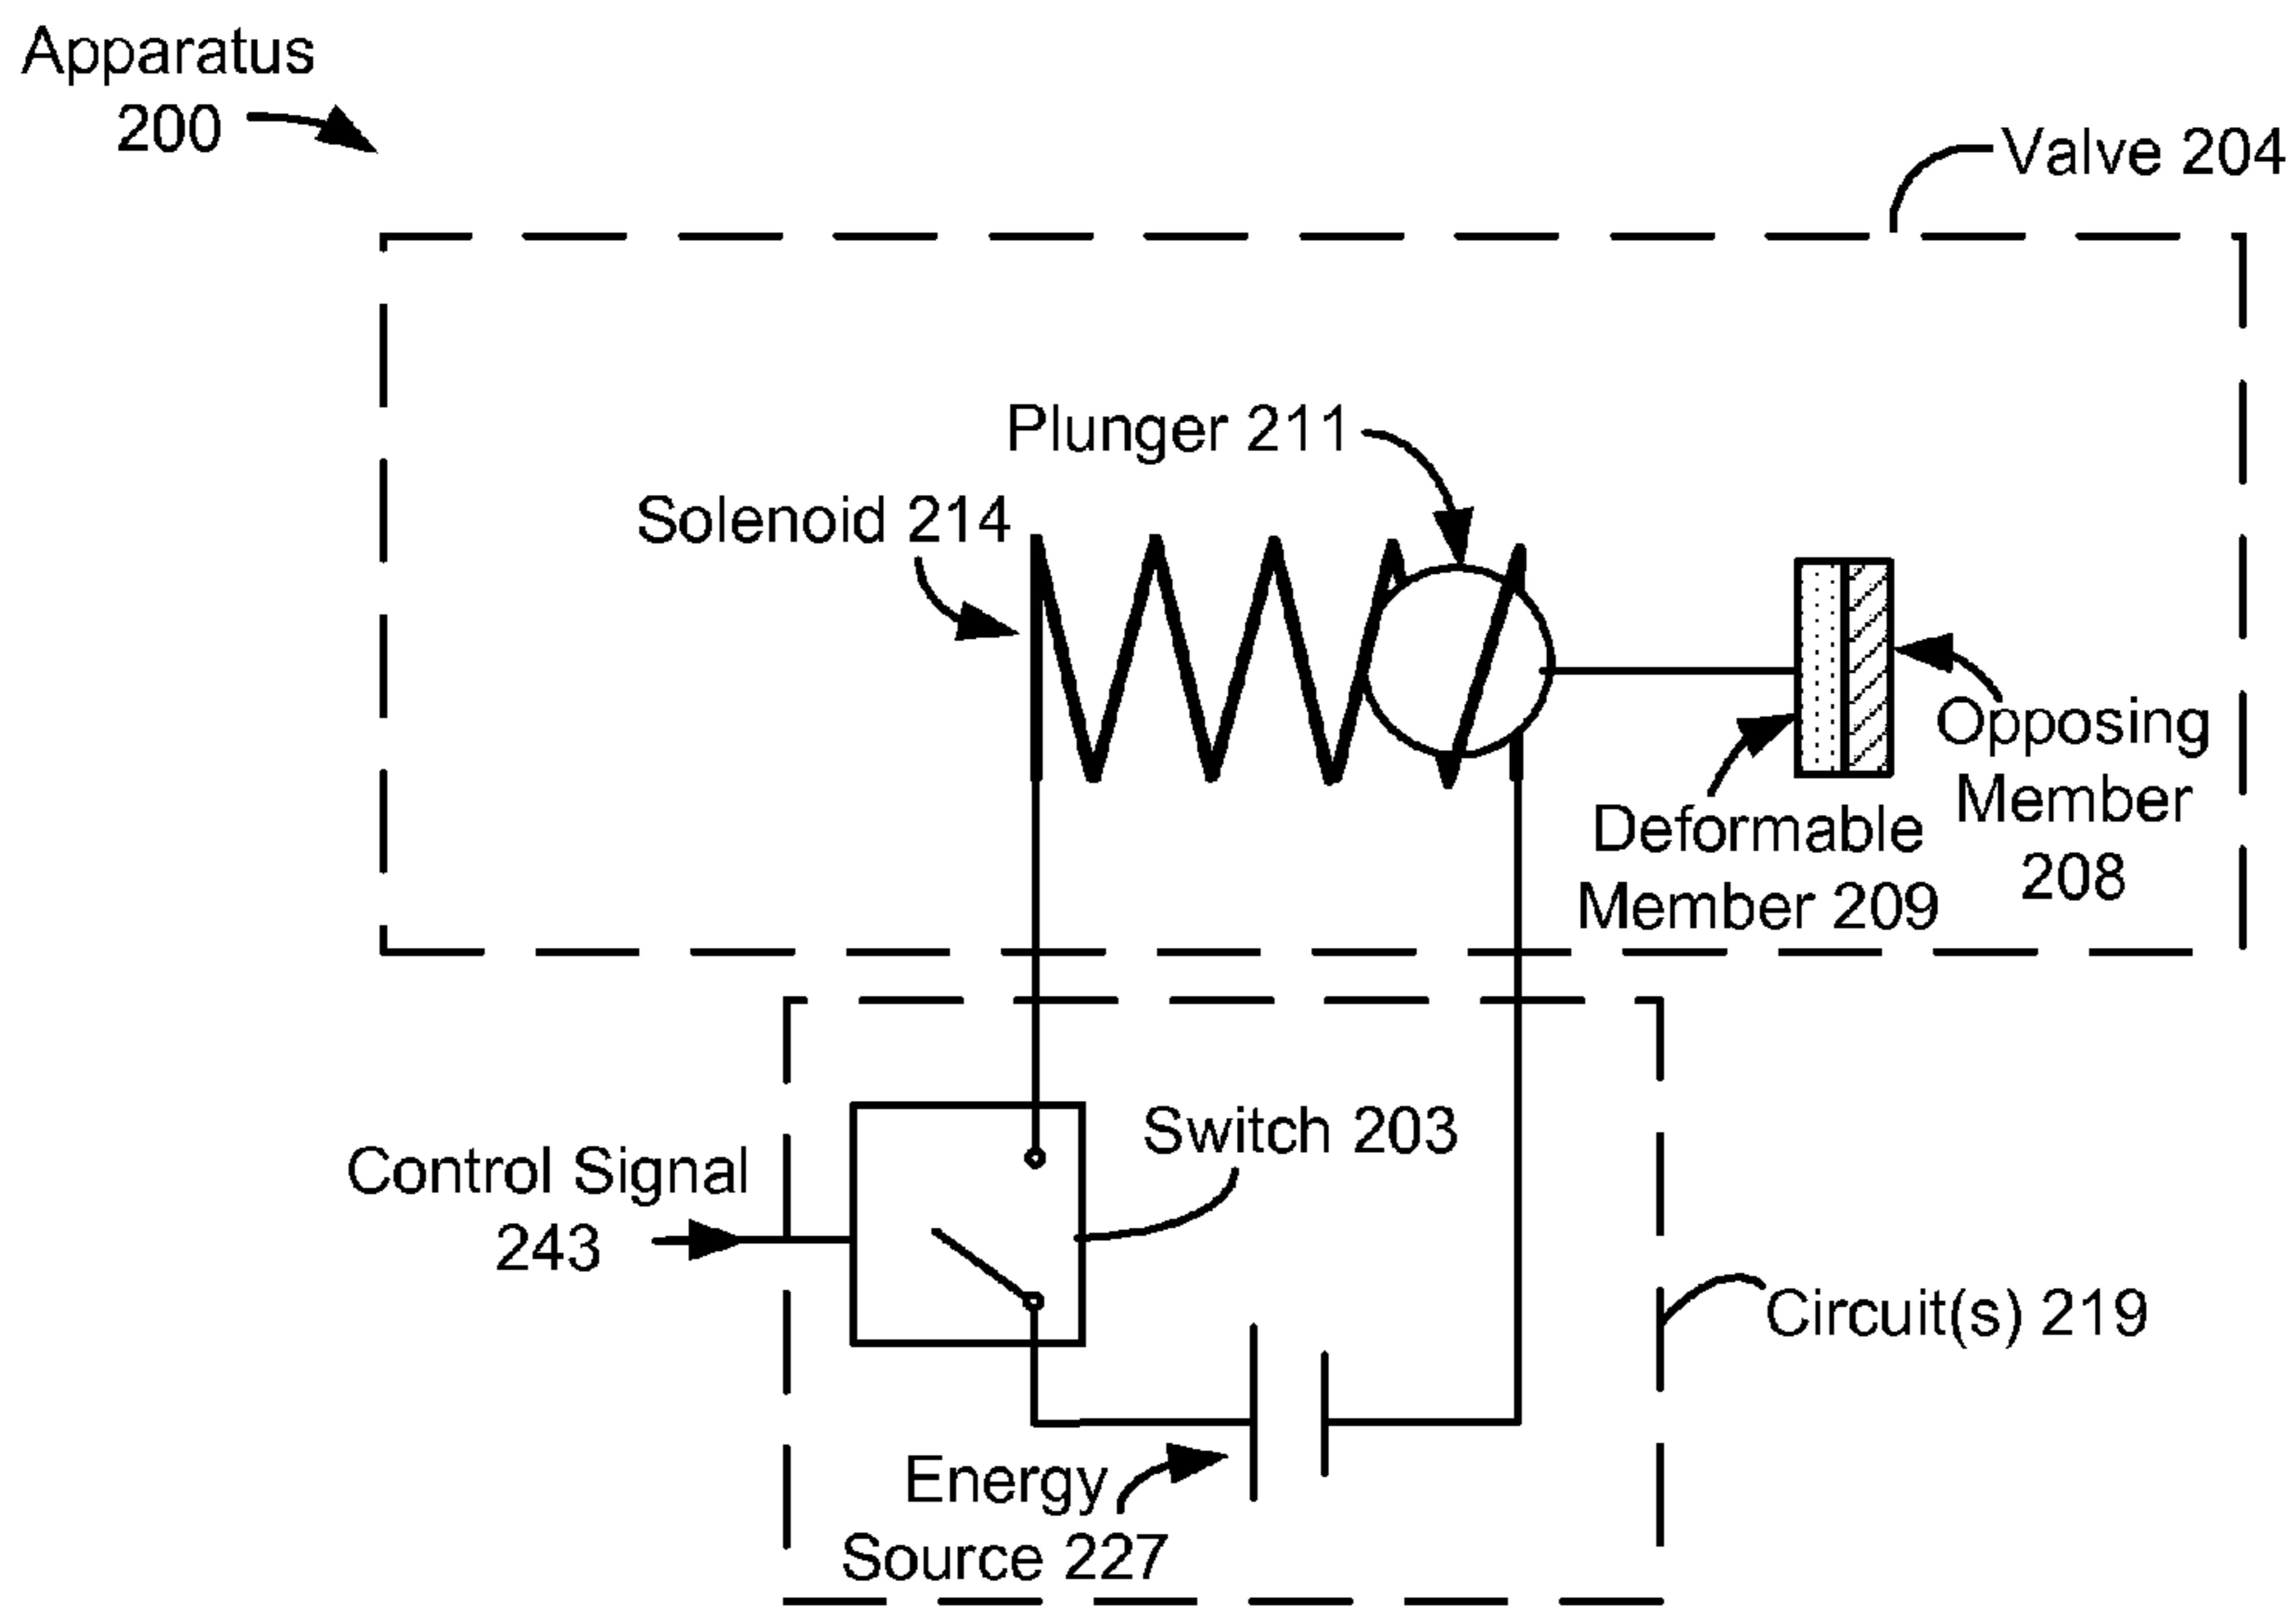 Apparatus
200
Valve 204
Plunger 211
Solenoid 214
Opposing
Member
208
Deformable
Member 209
Switch 203
Control Signal
243
Circuit(s) 219
Energy
Source 227